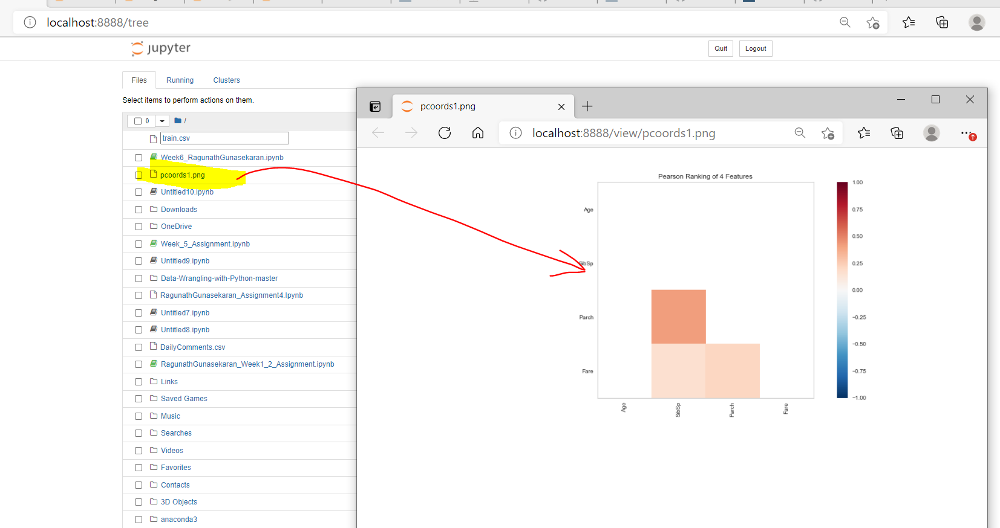 localhost:8888/tree
jupyter
Quit
Logout
Files
Running
Clusters
Select items to perform actions on them.
0
/
train.csv
Week6_RagunathGunasekaran.ipynb
pcoords1.png
Untitled10.ipynb
Downloads
OneDrive
Week_5_Assignment.ipynb
Untitled9.ipynb
Data-Wrangling-with-Python-master
RagunathGunasekaran_Assignment4.lpynb
Untitled7.ipynb
Untitled8.ipynb
DailyComments.csv
RagunathGunasekaran_Week1_2_Assignment.ipynb
Links
Saved Games
Music
Searches
Videos
Favorites
Contacts
3D Objects
anaconda3
pcoords1.png
localhost:8888/view/pcoords1.png
Pearson Ranking of 4 Features
Age
SibSp
Parch
Fare
Age
SibSp
Parch
Fare
1.00
0.75
0.50
0.25
0.00
−0.25
−0.50
−0.75
−1.00